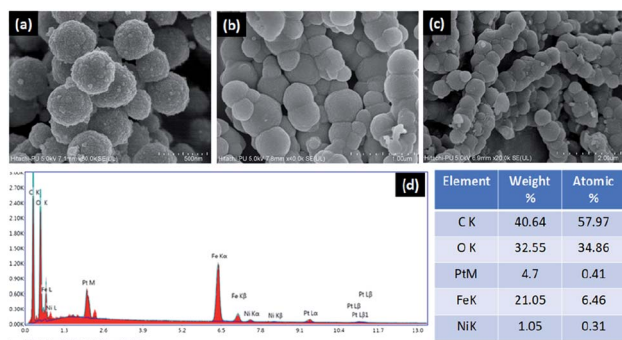 (a)
(b)
(c)
Hitachi PU 5.0kV 7.1mm x60.0k SE(UL)
500nm
Hitachi PU 5.0kV 7.6mm x40.0k SE(UL)
1.00µm
Hitachi PU 5.0kV 6.9mm x20.0k SE(UL)
2.00µm
(d)
3.00K
2.70K
2.40K
2.10K
1.80K
1.50K
1.20K
0.90K
0.60K
0.30K
0.00K
C K
O K
Fe L
Ni L
Pt M
Fe Kα
Fe Kβ
Ni Kα
Ni Kβ
Pt Lα
Pt Lβ
Pt Lβ
Pt Lβ1
0.0 1.3 2.6 3.9 5.2 6.5 7.8 9.1 10.4 11.7 13.0
Element Weight % Atomic %
C K 40.64 57.97
O K 32.55 34.86
PtM 4.7 0.41
FeK 21.05 6.46
NiK 1.05 0.31